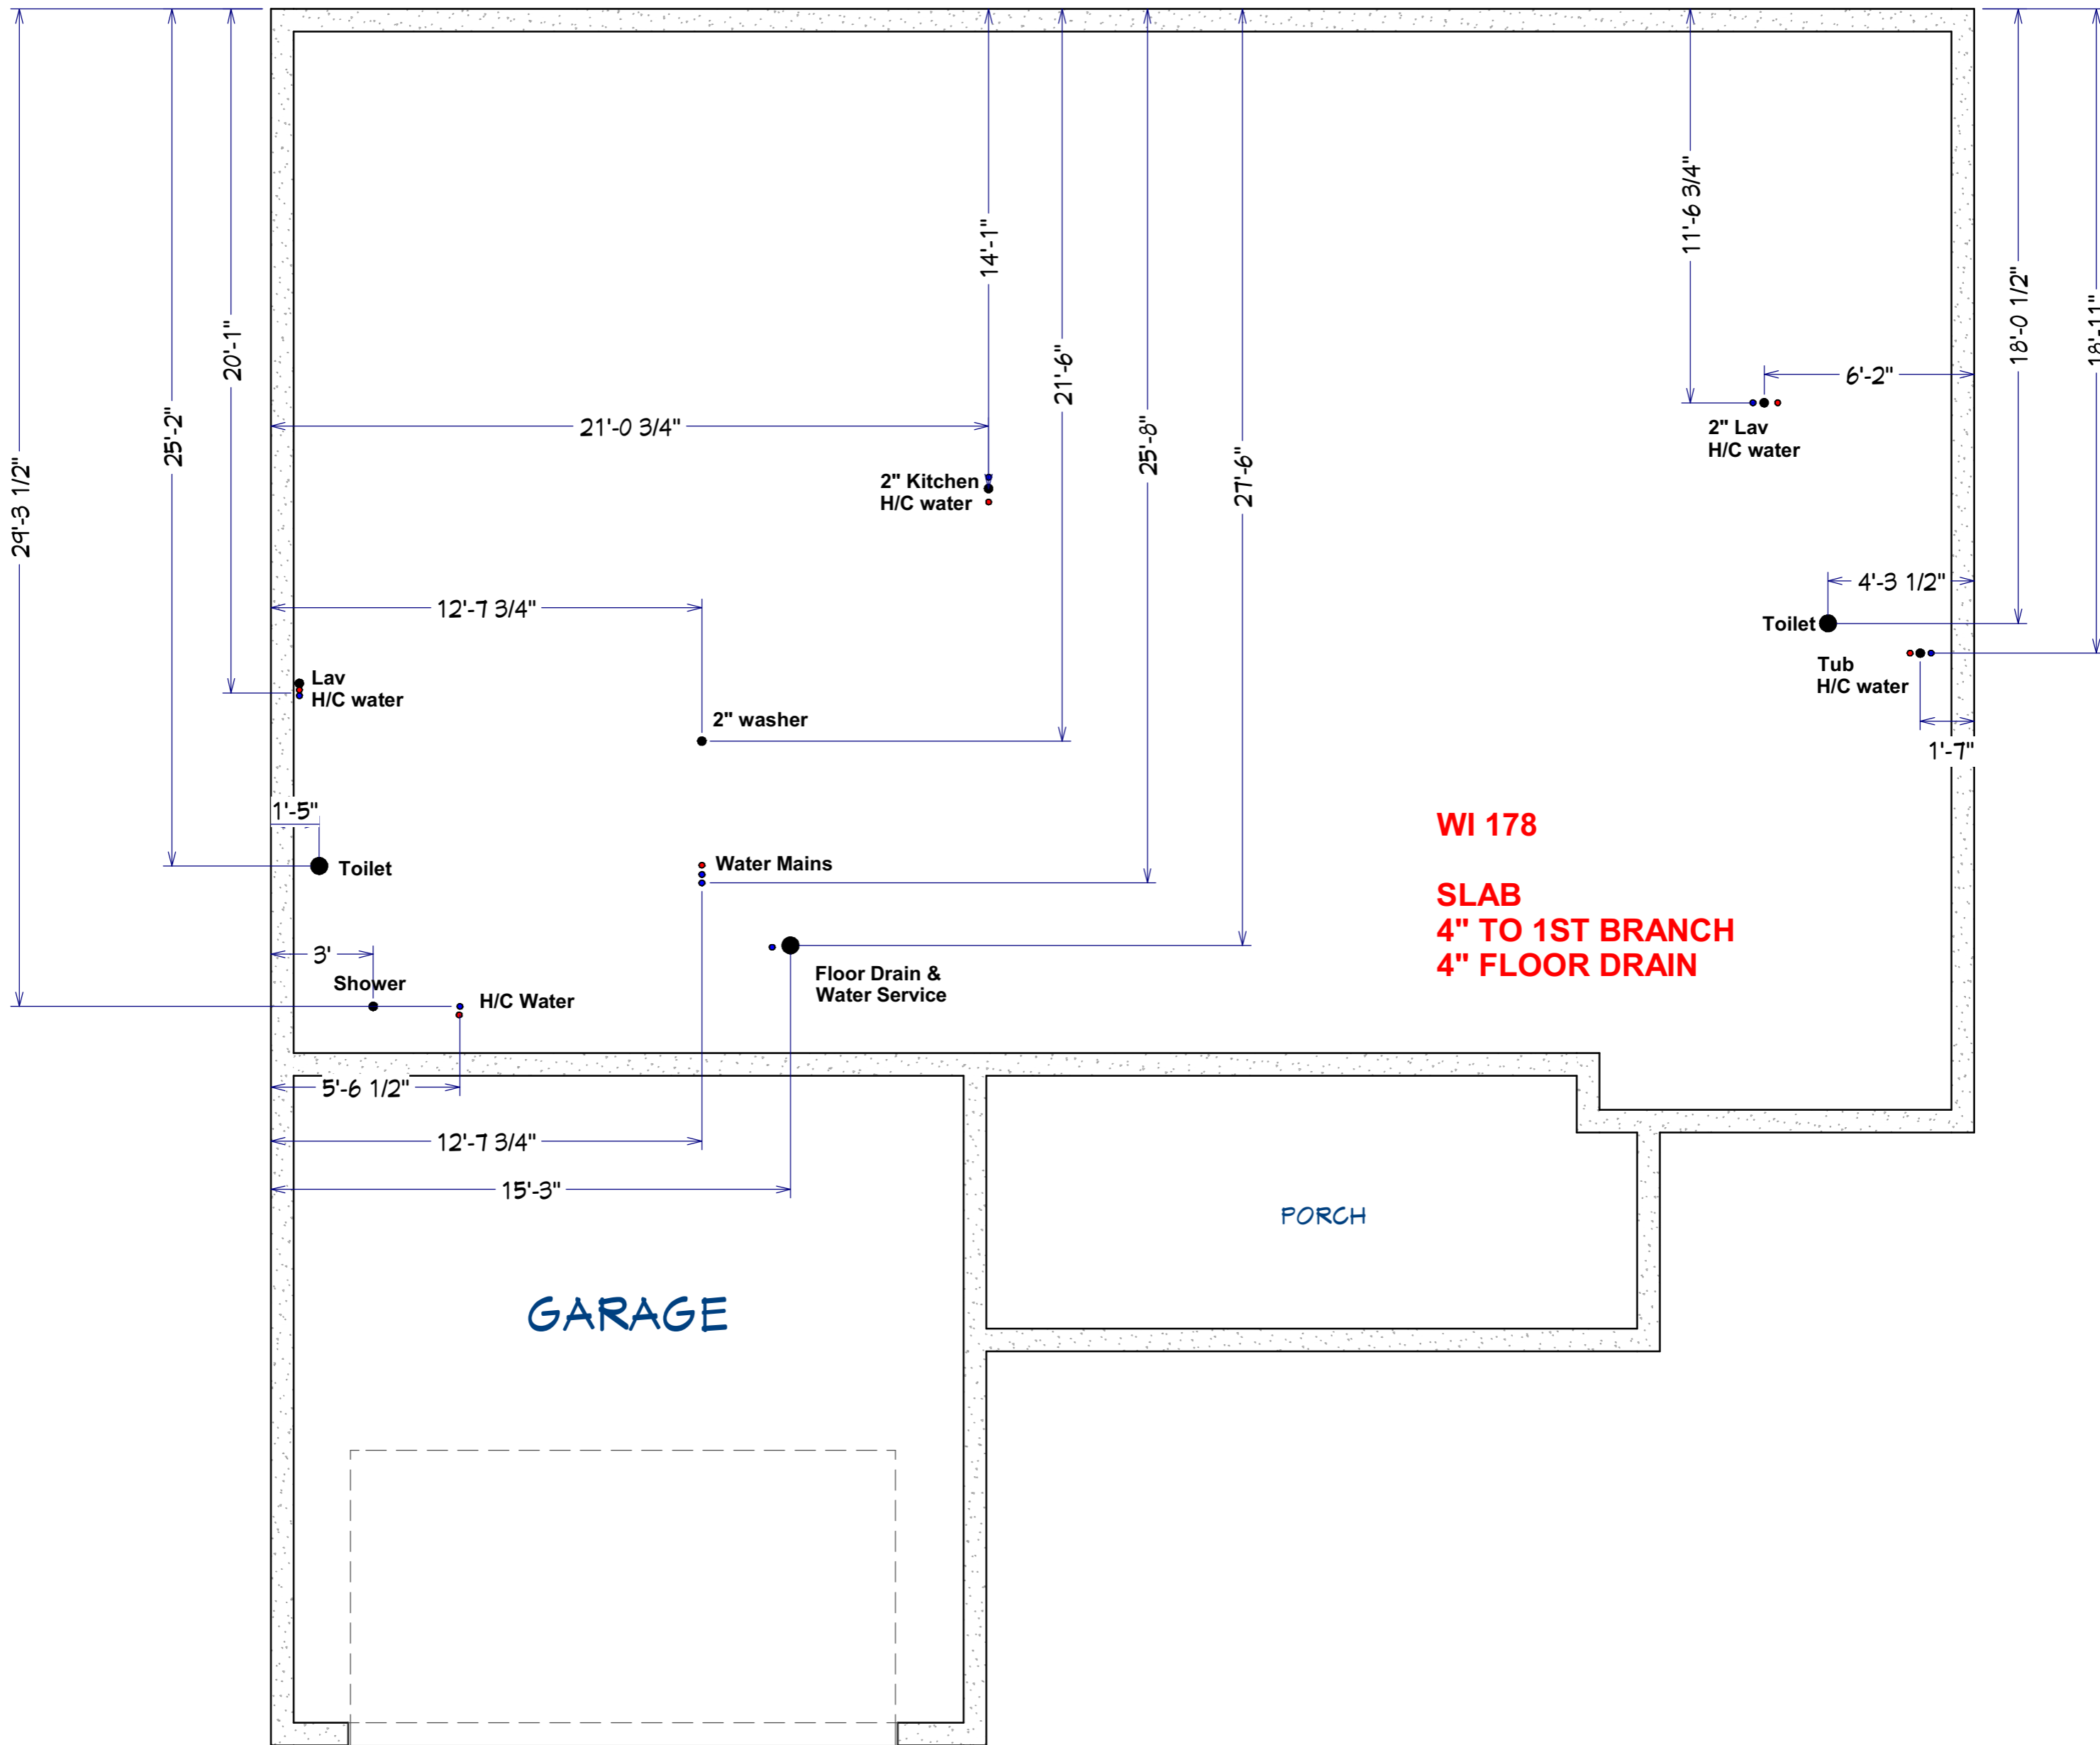 14'-1"
11'-6 3/4"
18'-0 1/2"
18'-11"
20'-1"
21'-6"
6'-2"
25'-2"
21'-0 3/4"
25'-8"
27'-6"
29'-3 1/2"
2" Lav
H/C water
2" Kitchen
H/C water
4'-3 1/2"
12'-7 3/4"
Toilet
Tub
H/C water
Lav
H/C water
2" washer
1'-7"
1'-5"
WI 178
Water Mains
Toilet
SLAB
4" TO 1ST BRANCH
4" FLOOR DRAIN
3'
Shower
H/C Water
Floor Drain &
Water Service
5'-6 1/2"
12'-7 3/4"
15'-3"
PORCH
GARAGE